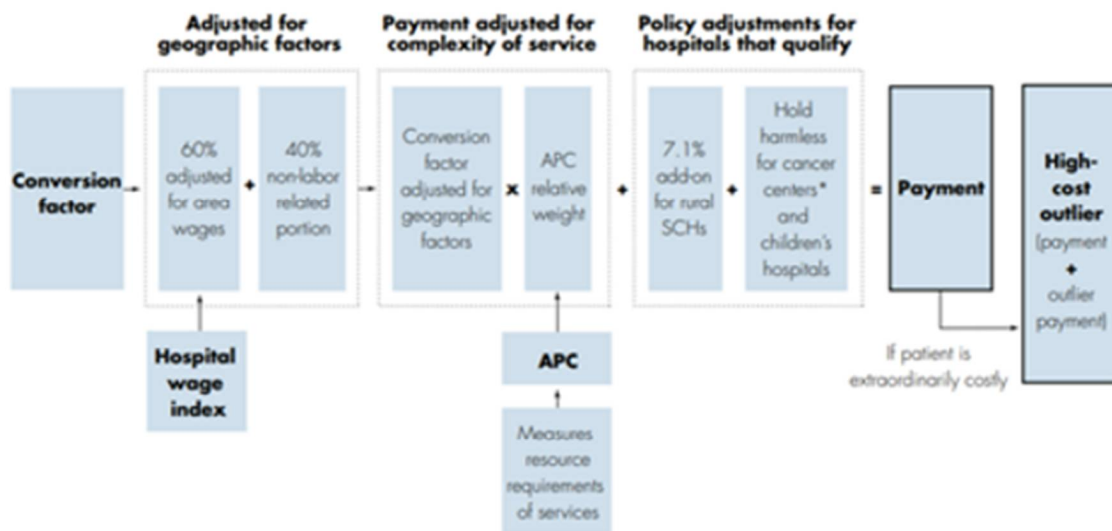 Adjusted for
geographic factors
Payment adjusted for
complexity of service
Policy adjustments for
hospitals that qualify
Conversion
factor
60%
adjusted
for area
wages
+
40%
non-labor
related
portion
Conversion
factor
adjusted for
geographic
factors
x
APC
relative
weight
+
7.1%
add-on
for rural
SCHs
+
Hold
harmless
for cancer
centers*
and
children's
hospitals
=
Payment
High-
cost
outlier
(payment
+
outlier
payment)
Hospital
wage
index
APC
If patient is
extraordinarily costly
Measures
resource
requirements
of services